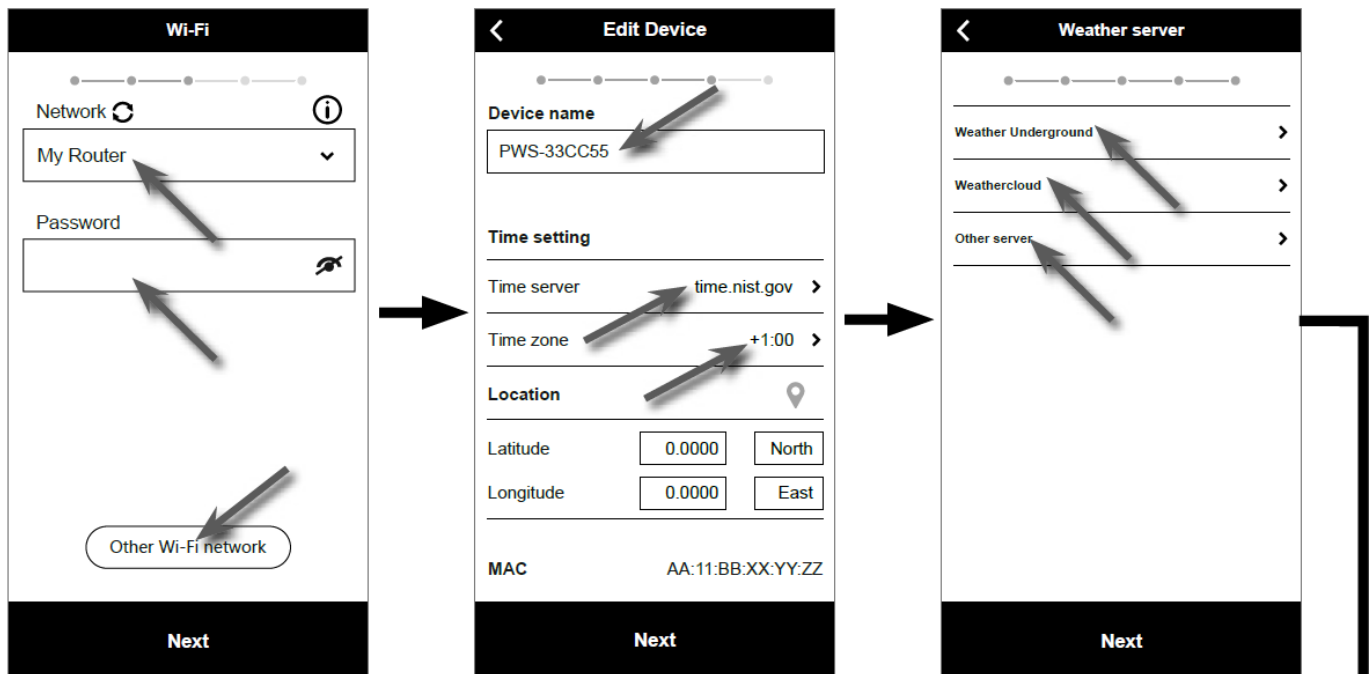 Wi-Fi
Network
My Router
Password
Other Wi-Fi network
Next
Edit Device
Device name
PWS-33CC55
Time setting
Time server time.nist.gov
Time zone +1:00
Location
Latitude 0.0000 North
Longitude 0.0000 East
MAC AA:11:BB:XX:YY:ZZ
Next
Weather server
Weather Underground
Weathercloud
Other server
Next